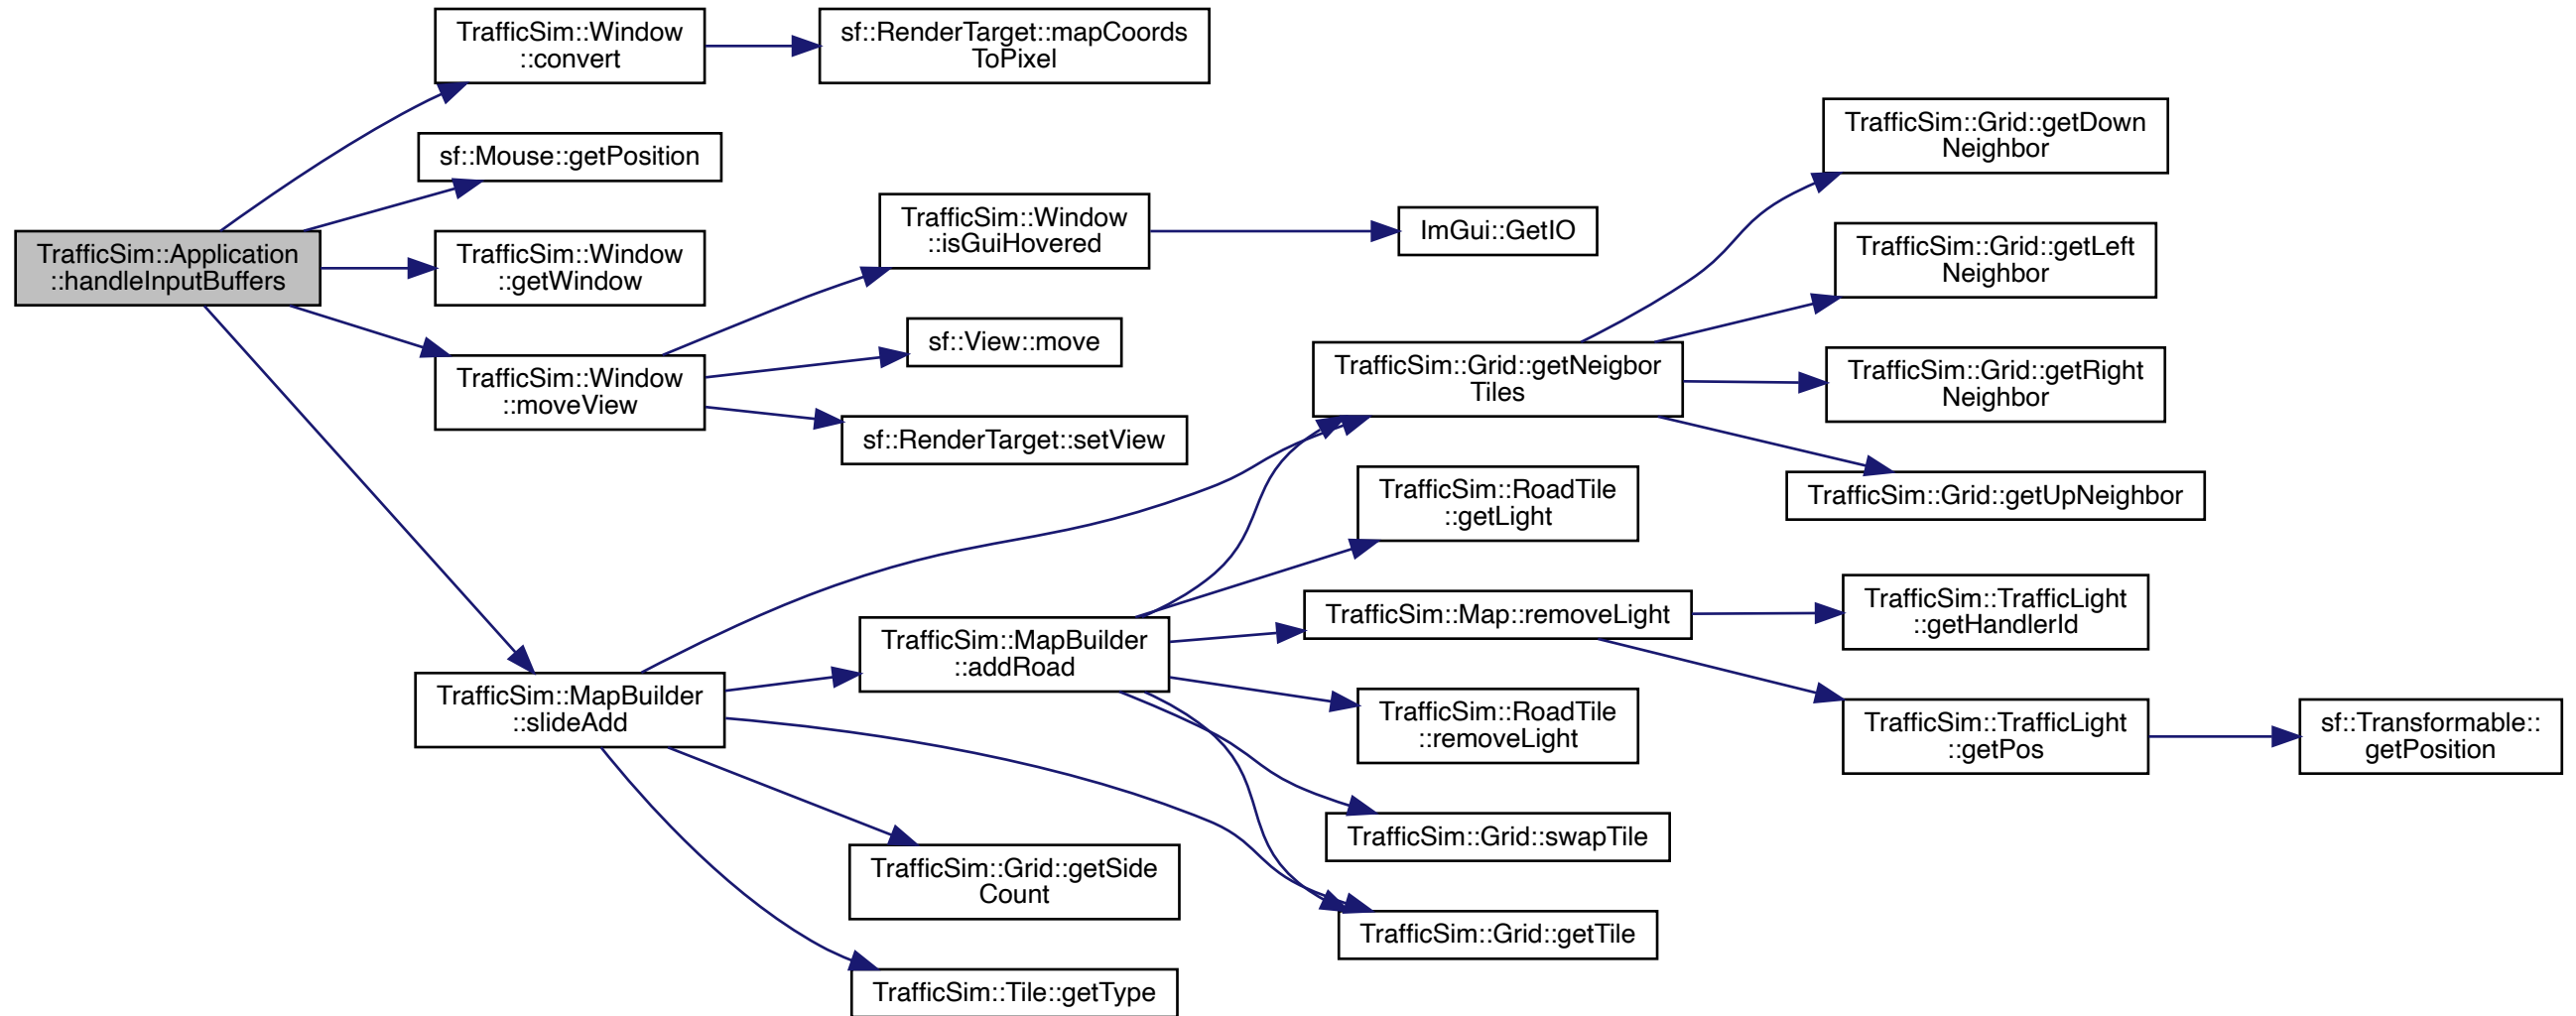 TrafficSim::Application
::handleInputBuffers
TrafficSim::Window
::convert
sf::RenderTarget::mapCoords
ToPixel
sf::Mouse::getPosition
TrafficSim::Window
::getWindow
TrafficSim::Window
::moveView
TrafficSim::Window
::isGuiHovered
ImGui::GetIO
sf::View::move
sf::RenderTarget::setView
TrafficSim::MapBuilder
::slideAdd
TrafficSim::MapBuilder
::addRoad
TrafficSim::Grid::getNeigbor
Tiles
TrafficSim::Grid::getDown
Neighbor
TrafficSim::Grid::getLeft
Neighbor
TrafficSim::Grid::getRight
Neighbor
TrafficSim::Grid::getUpNeighbor
TrafficSim::RoadTile
::getLight
TrafficSim::Map::removeLight
TrafficSim::TrafficLight
::getHandlerId
TrafficSim::TrafficLight
::getPos
sf::Transformable::
getPosition
TrafficSim::RoadTile
::removeLight
TrafficSim::Grid::swapTile
TrafficSim::Grid::getTile
TrafficSim::Grid::getSide
Count
TrafficSim::Tile::getType